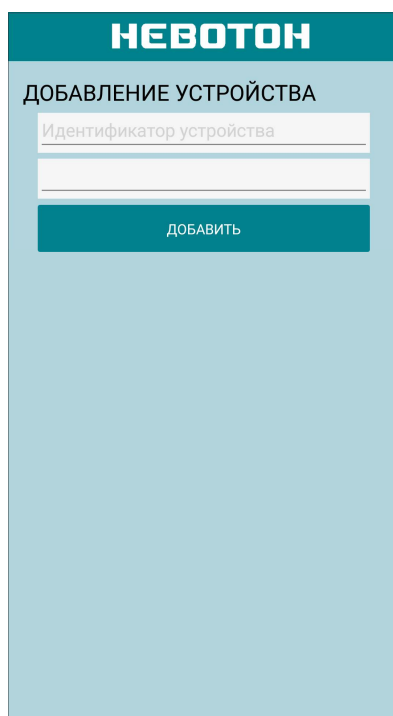 НЕВОТОН
ДОБАВЛЕНИЕ УСТРОЙСТВА
Идентификатор устройства
ДОБАВИТЬ